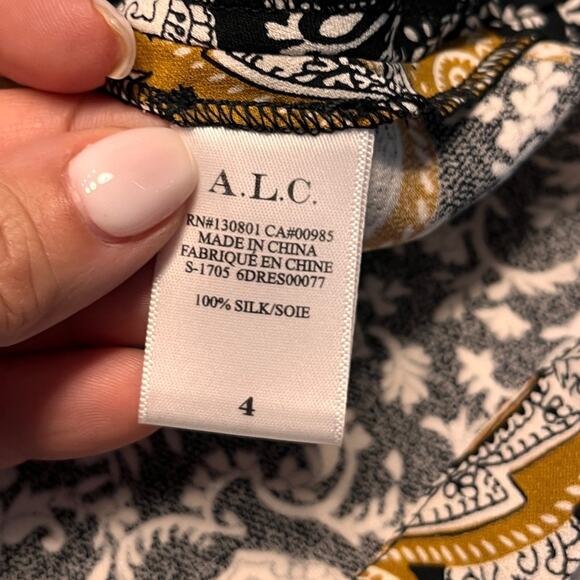 A.L.C.
RN#130801 CA#00985
MADE IN CHINA
FABRIQUÉ EN CHINE
S-1705 6DRES00077
100% SILK/SOIE
4